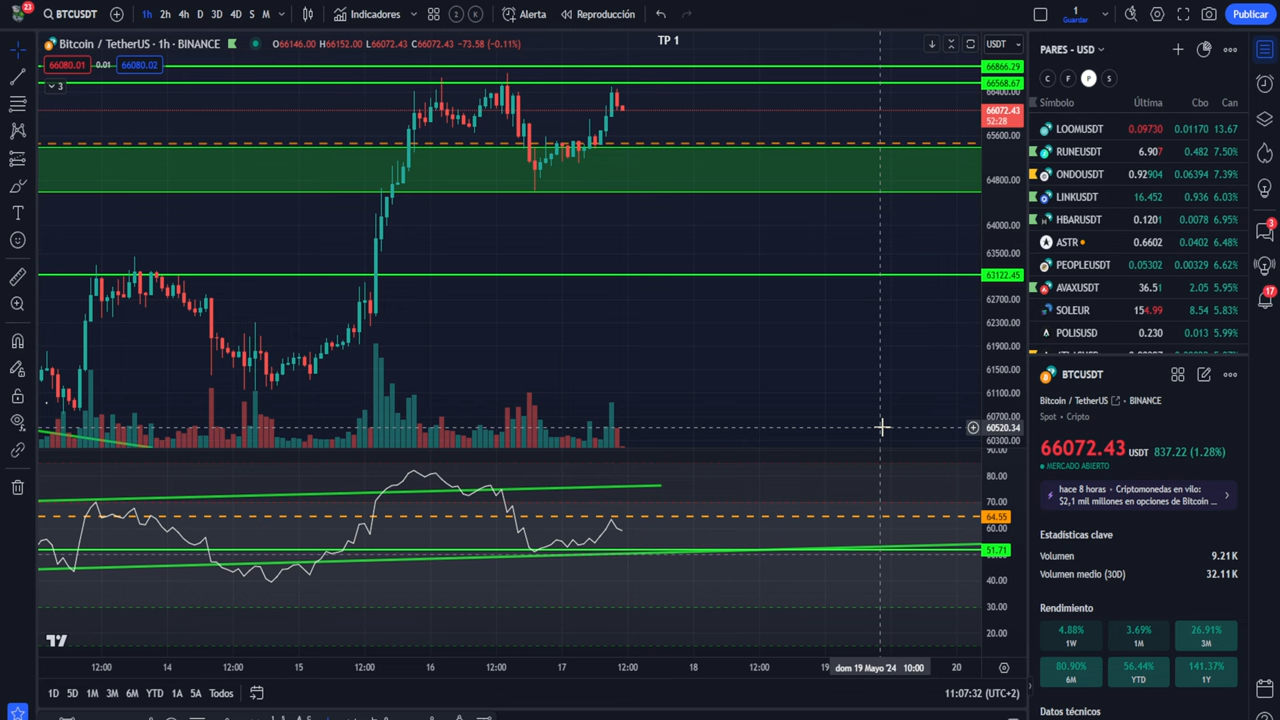 23
BTCUSDT
1h 2h 4h D 3D 4D S M
Indicadores
2 K
Alerta
Reproducción
1
Guardar
Publicar
Bitcoin / TetherUS · 1h · BINANCE
O66146.00 H66152.00 L66072.43 C66072.43 -73.58 (-0.11%)
TP 1
USDT
66080.01 0.01 66080.02
3
66866.29
66568.67
66400.00
66072.43
52:28
65600.00
64800.00
64000.00
63500.00
63122.45
62700.00
62300.00
61900.00
61500.00
61100.00
60700.00
60520.34
60300.00
90.00
80.00
70.00
64.55
60.00
51.71
40.00
30.00
20.00
12:00 14 12:00 15 12:00 16 12:00 17 12:00 18 12:00 19 dom 19 Mayo '24 10:00 20
1D 5D 1M 3M 6M YTD 1A 5A Todos
11:07:32 (UTC+2)
PARES - USD
C F P S
Símbolo Última Cbo Can
LOOMUSDT 0.09730 0.01170 13.67
RUNEUSDT 6.907 0.482 7.50%
ONDOUSDT 0.92904 0.06394 7.39%
LINKUSDT 16.452 0.936 6.03%
HBARUSDT 0.1201 0.0078 6.95%
ASTR 0.6602 0.0402 6.48%
PEOPLEUSDT 0.05302 0.00329 6.62%
AVAXUSDT 36.51 2.05 5.95%
SOLEUR 154.99 8.54 5.83%
POLISUSD 0.230 0.013 5.99%
BTCUSDT
Bitcoin / TetherUS · BINANCE
Spot · Cripto
66072.43 USDT 837.22 (1.28%)
MERCADO ABIERTO
hace 8 horas · Criptomonedas en vilo:
52,1 mil millones en opciones de Bitcoin ...
Estadísticas clave
Volumen 9.21K
Volumen medio (30D) 32.11K
Rendimiento
4.88% 3.69% 26.91%
1W 1M 3M
80.90% 56.44% 141.37%
6M YTD 1Y
Datos técnicos
3
17